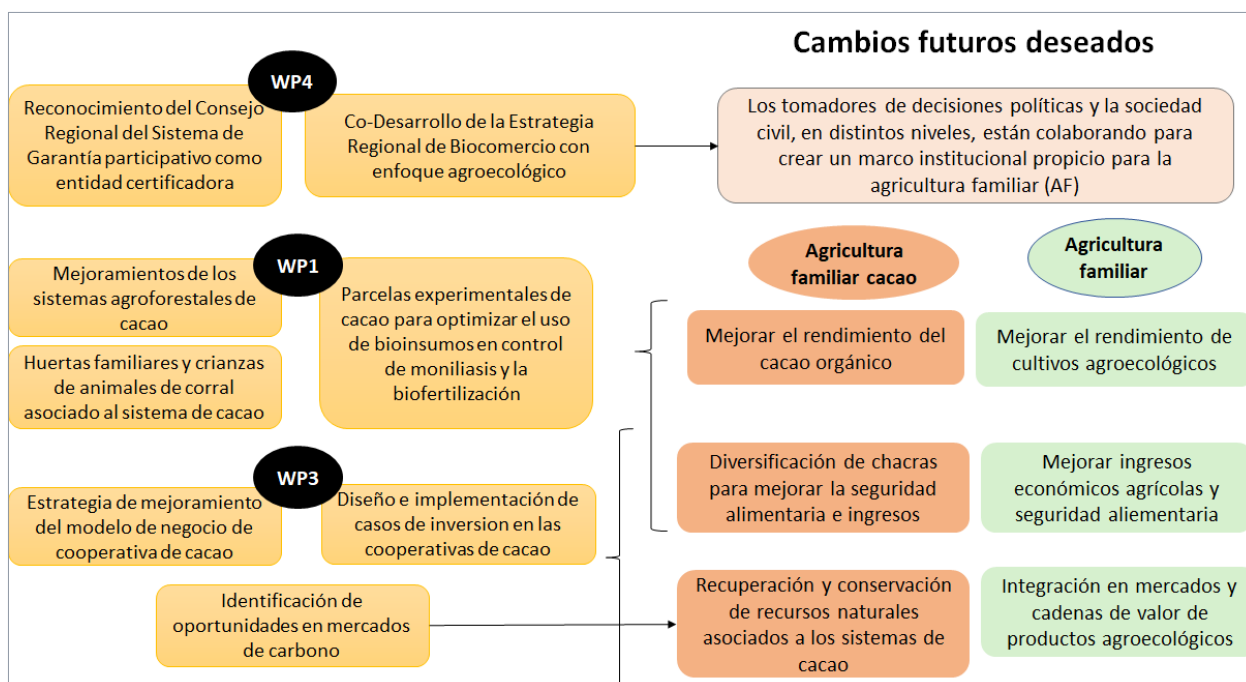 Cambios futuros deseados
WP4
Reconocimiento del Consejo
Regional del Sistema de
Garantía participativo como
entidad certificadora
Co-Desarrollo de la Estrategia
Regional de Biocomercio con
enfoque agroecológico
Los tomadores de decisiones políticas y la sociedad
civil, en distintos niveles, están colaborando para
crear un marco institucional propicio para la
agricultura familiar (AF)
WP1
Mejoramientos de los
sistemas agroforestales de
cacao
Parcelas experimentales de
cacao para optimizar el uso
de bioinsumos en control
de moniliasis y la
biofertilización
Huertas familiares y crianzas
de animales de corral
asociado al sistema de cacao
Agricultura
familiar cacao
Agricultura
familiar
Mejorar el rendimiento del
cacao orgánico
Mejorar el rendimiento de
cultivos agroecológicos
WP3
Estrategia de mejoramiento
del modelo de negocio de
cooperativa de cacao
Diseño e implementación de
casos de inversion en las
cooperativas de cacao
Diversificación de chacras
para mejorar la seguridad
alimentaria e ingresos
Mejorar ingresos
económicos agrícolas y
seguridad aliementaria
Identificación de
oportunidades en mercados
de carbono
Recuperación y conservación
de recursos naturales
asociados a los sistemas de
cacao
Integración en mercados y
cadenas de valor de
productos agroecológicos